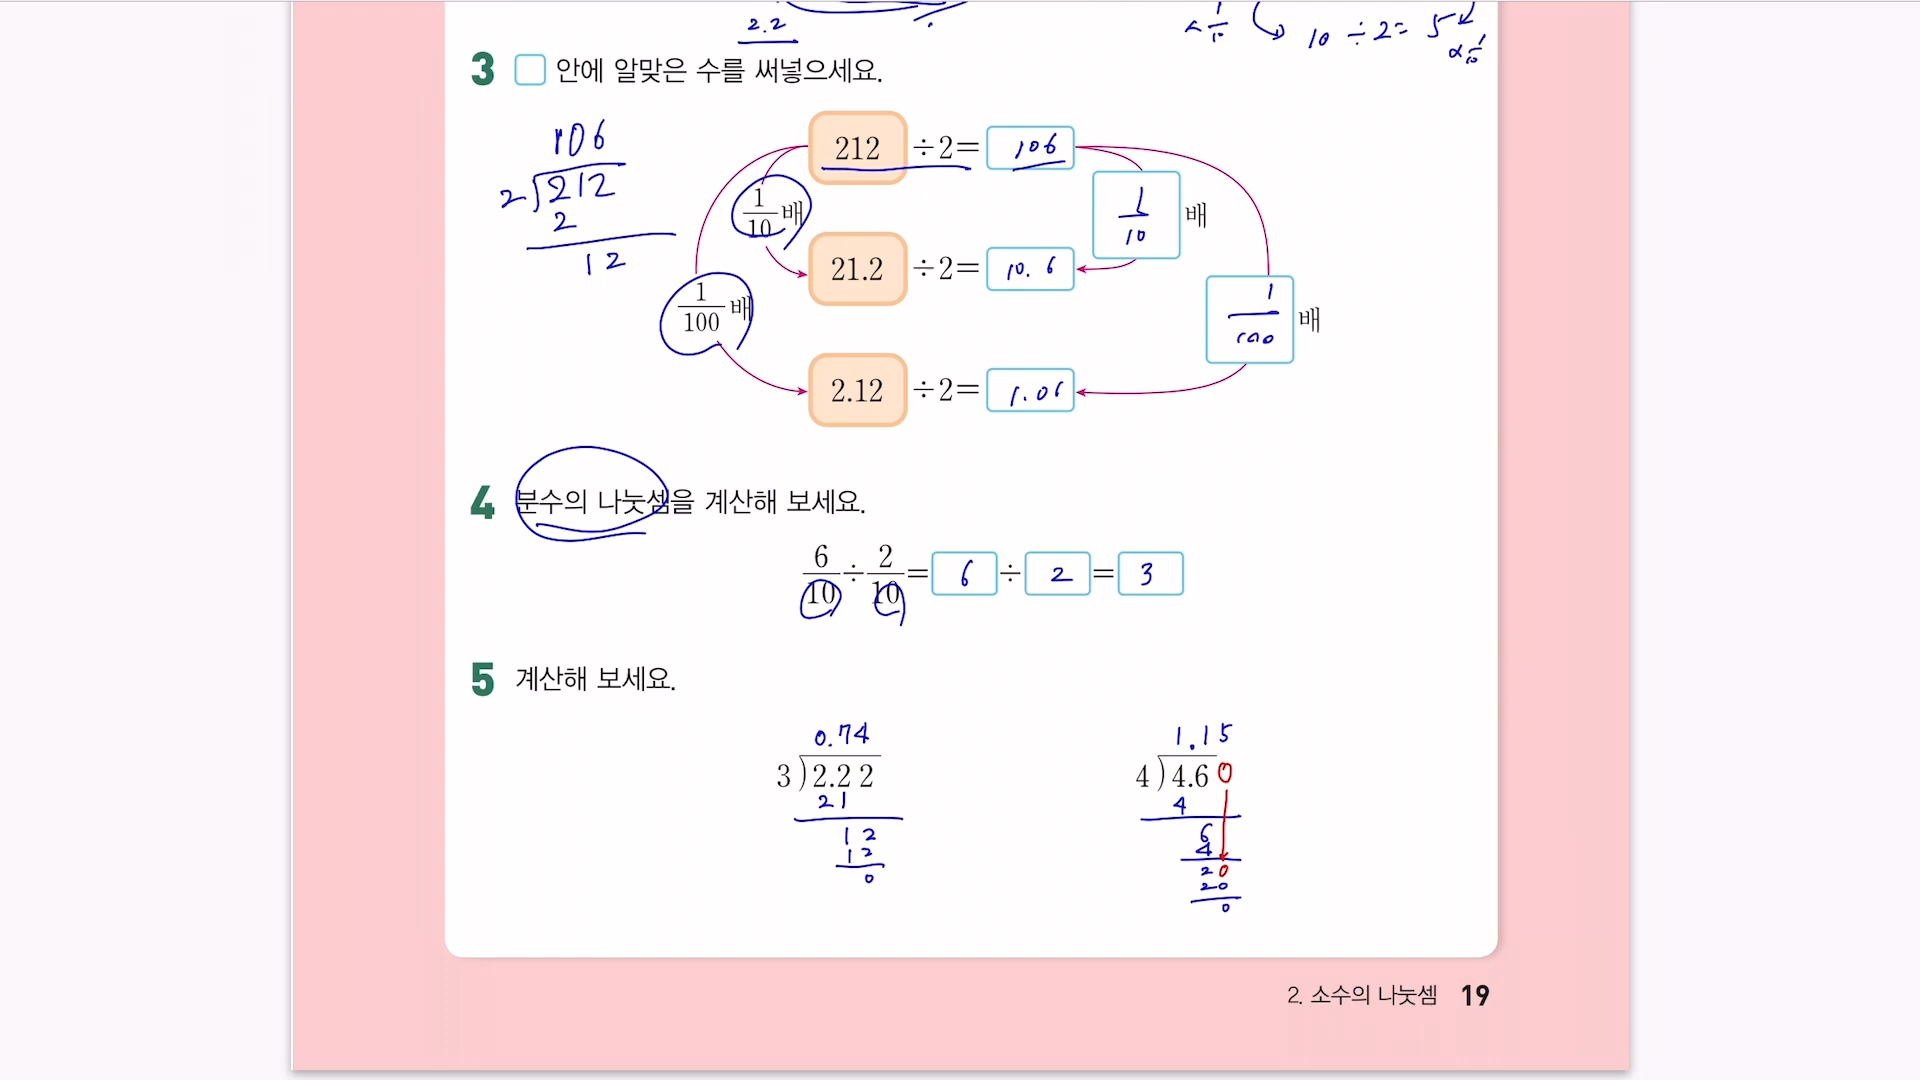 2.2
× 1/10
10 ÷2= 5
× 1/10
3 □ 안에 알맞은 수를 써넣으세요.
106
2)212
2
12
212 ÷2= 106
1/10 배
1/10 배
21.2 ÷2= 10.6
1/100 배
1/100 배
2.12 ÷2= 1.06
4 분수의 나눗셈을 계산해 보세요.
6/10 ÷ 2/10 = 6 ÷ 2 = 3
5 계산해 보세요.
0.74
3)2.22
21
12
12
0
1.15
4)4.60
4
6
4
20
20
0
2. 소수의 나눗셈 19